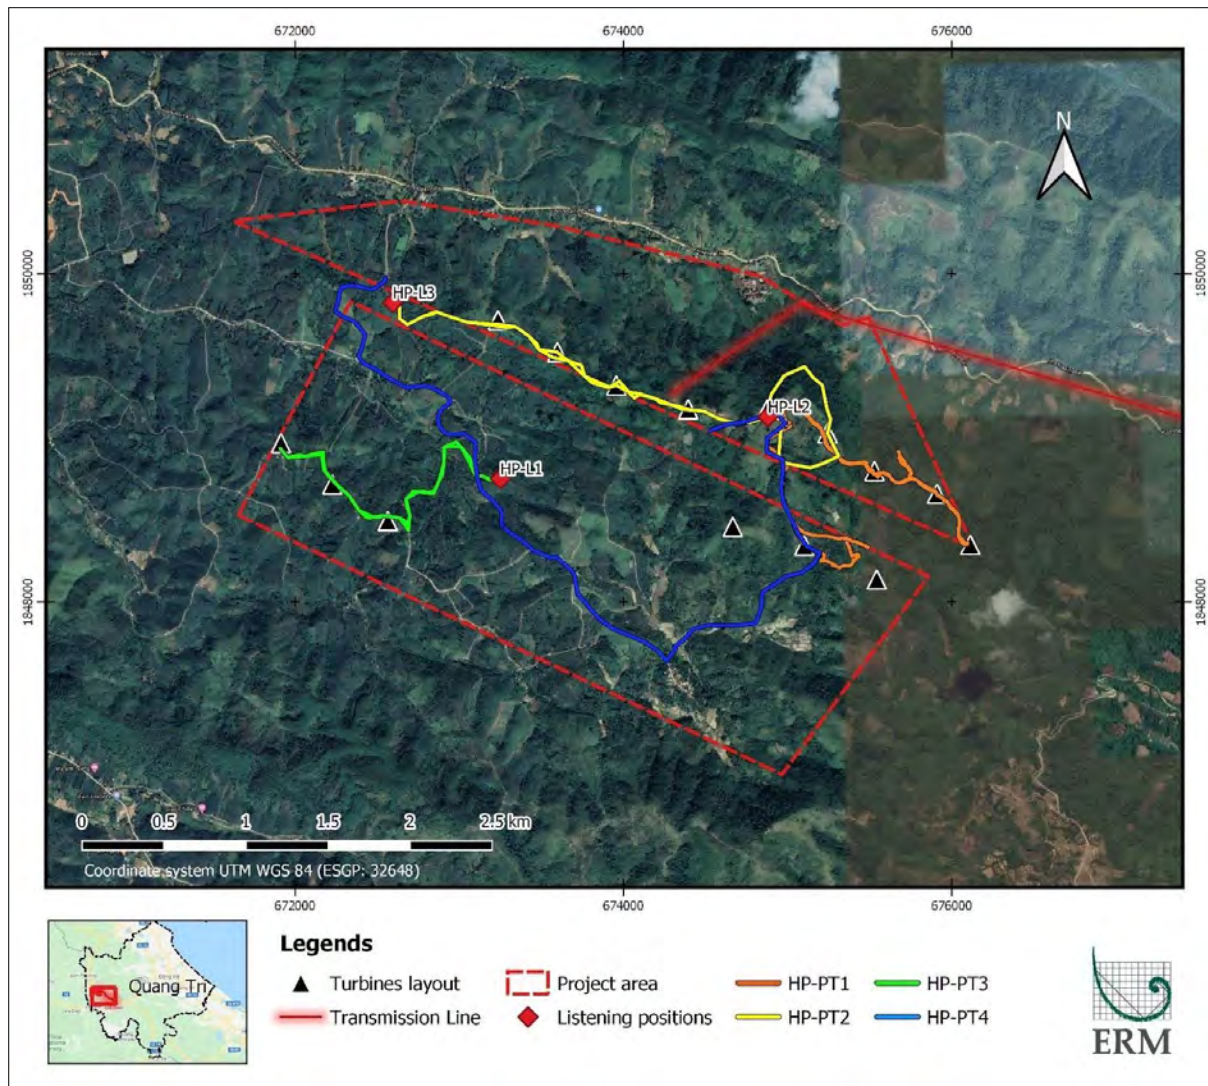 672000 674000 676000
N
1850000 1850000
HP-L3
HP-L2
HP-L1
1848000 1848000
0 0.5 1 1.5 2 2.5 km
Coordinate system UTM WGS 84 (ESGP: 32648)
672000 674000 676000
Legends
Turbines layout Project area HP-PT1 HP-PT3
Transmission Line Listening positions HP-PT2 HP-PT4
Quang Tri
ERM